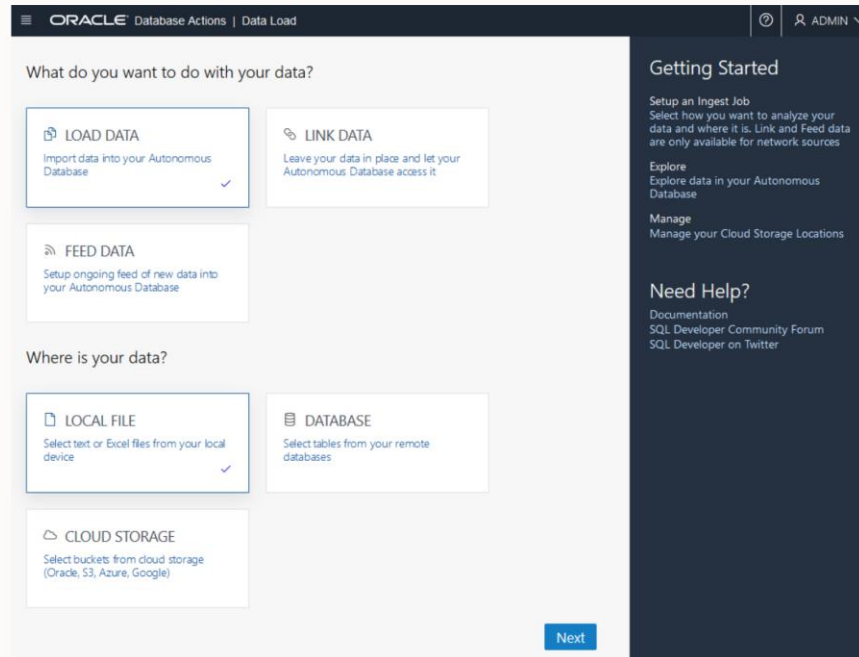 ORACLE Database Actions | Data Load
ADMIN
What do you want to do with your data?
LOAD DATA
Import data into your Autonomous
Database
LINK DATA
Leave your data in place and let your
Autonomous Database access it
FEED DATA
Setup ongoing feed of new data into
your Autonomous Database
Where is your data?
LOCAL FILE
Select text or Excel files from your local
device
DATABASE
Select tables from your remote
databases
CLOUD STORAGE
Select buckets from cloud storage
(Oracle, S3, Azure, Google)
Next
Getting Started
Setup an Ingest Job
Select how you want to analyze your
data and where it is. Link and Feed data
are only available for network sources
Explore
Explore data in your Autonomous
Database
Manage
Manage your Cloud Storage Locations
Need Help?
Documentation
SQL Developer Community Forum
SQL Developer on Twitter